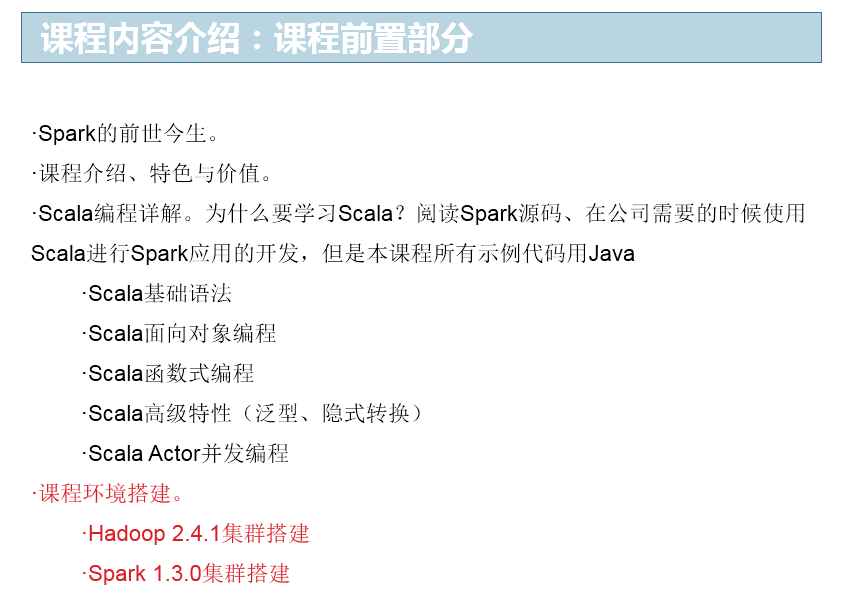 课程内容介绍：课程前置部分
·Spark的前世今生。
·课程介绍、特色与价值。
·Scala编程详解。为什么要学习Scala？阅读Spark源码、在公司需要的时候使用
Scala进行Spark应用的开发，但是本课程所有示例代码用Java
·Scala基础语法
·Scala面向对象编程
·Scala函数式编程
·Scala高级特性（泛型、隐式转换）
·Scala Actor并发编程
·课程环境搭建。
·Hadoop 2.4.1集群搭建
·Spark 1.3.0集群搭建